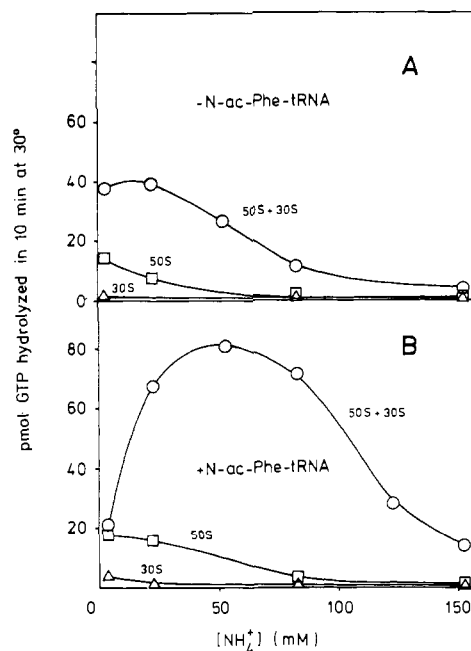 A
-N-ac-Phe-tRNA
60
40
20
0
50S+30S
50S
30S
B
80
60
40
20
50S+30S
+N-ac-Phe-tRNA
50S
30S
0
50
100
150
[NH₄⁺] (mM)
pmol GTP hydrolyzed in 10 min at 30°